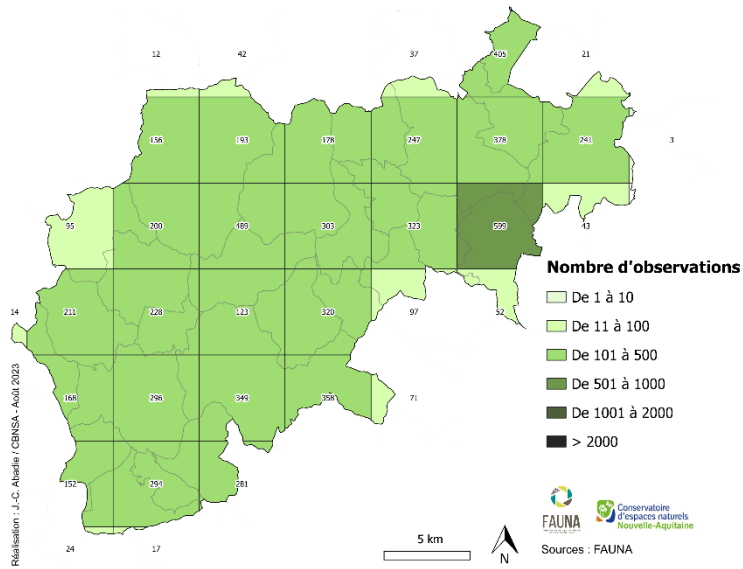 12 42 37 405 21
156 193 178 247 378 241 3
95 200 489 303 323 599 43
14 211 228 123 320 97 52
168 296 349 358 71
152 294 281
24 17
Nombre d'observations
De 1 à 10
De 11 à 100
De 101 à 500
De 501 à 1000
De 1001 à 2000
> 2000
Réalisation : J.-C. Abadie / CBNSA - Août 2023
5 km
N
FAUNA
Conservatoire
d'espaces naturels
Nouvelle-Aquitaine
Sources : FAUNA